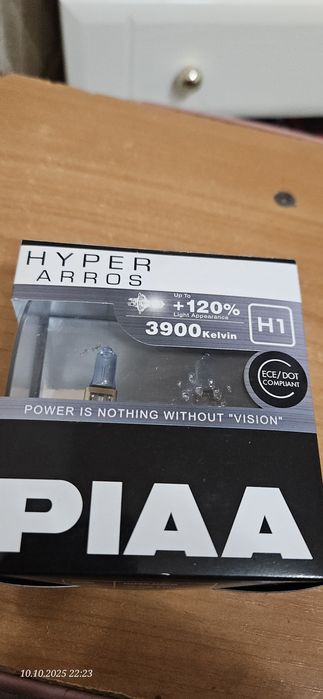 HYPER
ARROS
Up To
+120%
Light Appearance
3900Kelvin
H1
ECE/DOT
COMPLIANT
POWER IS NOTHING WITHOUT "VISION"
PIAA
10.10.2025 22:23